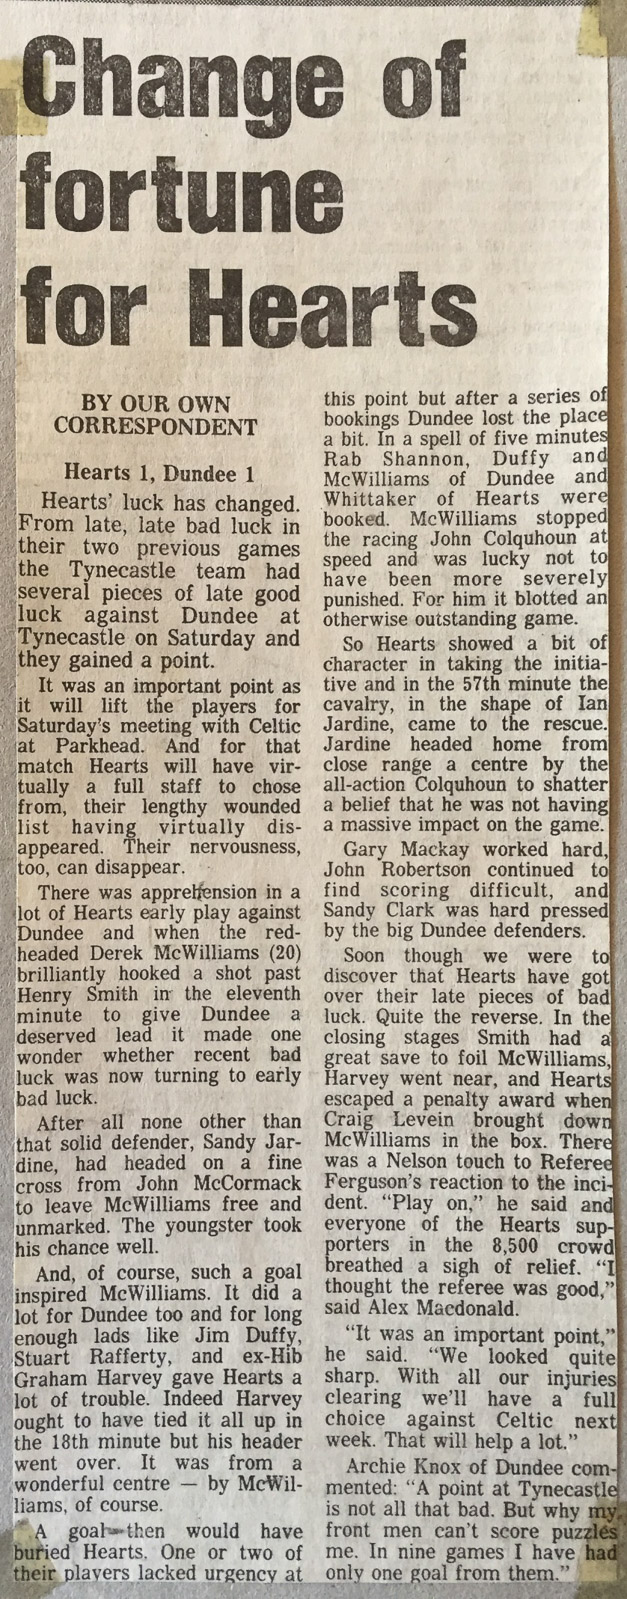 Change of
fortune
for Hearts
BY OUR OWN
CORRESPONDENT
Hearts 1, Dundee 1
Hearts' luck has changed.
From late, late bad luck in
their two previous games
the Tynecastle team had
several pieces of late good
luck against Dundee at
Tynecastle on Saturday and
they gained a point.
It was an important point as
it will lift the players for
Saturday's meeting with Celtic
at Parkhead. And for that
match Hearts will have vir-
tually a full staff to chose
from, their lengthy wounded
list having virtually dis-
appeared. Their nervousness,
too, can disappear.
There was apprehension in a
lot of Hearts early play against
Dundee and when the red-
headed Derek McWilliams (20)
brilliantly hooked a shot past
Henry Smith in the eleventh
minute to give Dundee a
deserved lead it made one
wonder whether recent bad
luck was now turning to early
bad luck.
After all none other than
that solid defender, Sandy Jar-
dine, had headed on a fine
cross from John McCormack
to leave McWilliams free and
unmarked. The youngster took
his chance well.
And, of course, such a goal
inspired McWilliams. It did a
lot for Dundee too and for long
enough lads like Jim Duffy,
Stuart Rafferty, and ex-Hib
Graham Harvey gave Hearts a
lot of trouble. Indeed Harvey
ought to have tied it all up in
the 18th minute but his header
went over. It was from a
wonderful centre — by McWil-
liams, of course.
A goal then would have
buried Hearts. One or two of
their players lacked urgency at
this point but after a series of
bookings Dundee lost the place
a bit. In a spell of five minutes
Rab Shannon, Duffy and
McWilliams of Dundee and
Whittaker of Hearts were
booked. McWilliams stopped
the racing John Colquhoun at
speed and was lucky not to
have been more severely
punished. For him it blotted an
otherwise outstanding game.
So Hearts showed a bit of
character in taking the initia-
tive and in the 57th minute the
cavalry, in the shape of Ian
Jardine, came to the rescue.
Jardine headed home from
close range a centre by the
all-action Colquhoun to shatter
a belief that he was not having
a massive impact on the game.
Gary Mackay worked hard,
John Robertson continued to
find scoring difficult, and
Sandy Clark was hard pressed
by the big Dundee defenders.
Soon though we were to
discover that Hearts have got
over their late pieces of bad
luck. Quite the reverse. In the
closing stages Smith had a
great save to foil McWilliams,
Harvey went near, and Hearts
escaped a penalty award when
Craig Levein brought down
McWilliams in the box. There
was a Nelson touch to Referee
Ferguson's reaction to the inci-
dent. "Play on," he said and
everyone of the Hearts sup-
porters in the 8,500 crowd
breathed a sigh of relief. "I
thought the referee was good,"
said Alex Macdonald.
"It was an important point,"
he said. "We looked quite
sharp. With all our injuries
clearing we'll have a full
choice against Celtic next
week. That will help a lot."
Archie Knox of Dundee com-
mented: "A point at Tynecastle
is not all that bad. But why my
front men can't score puzzles
me. In nine games I have had
only one goal from them."